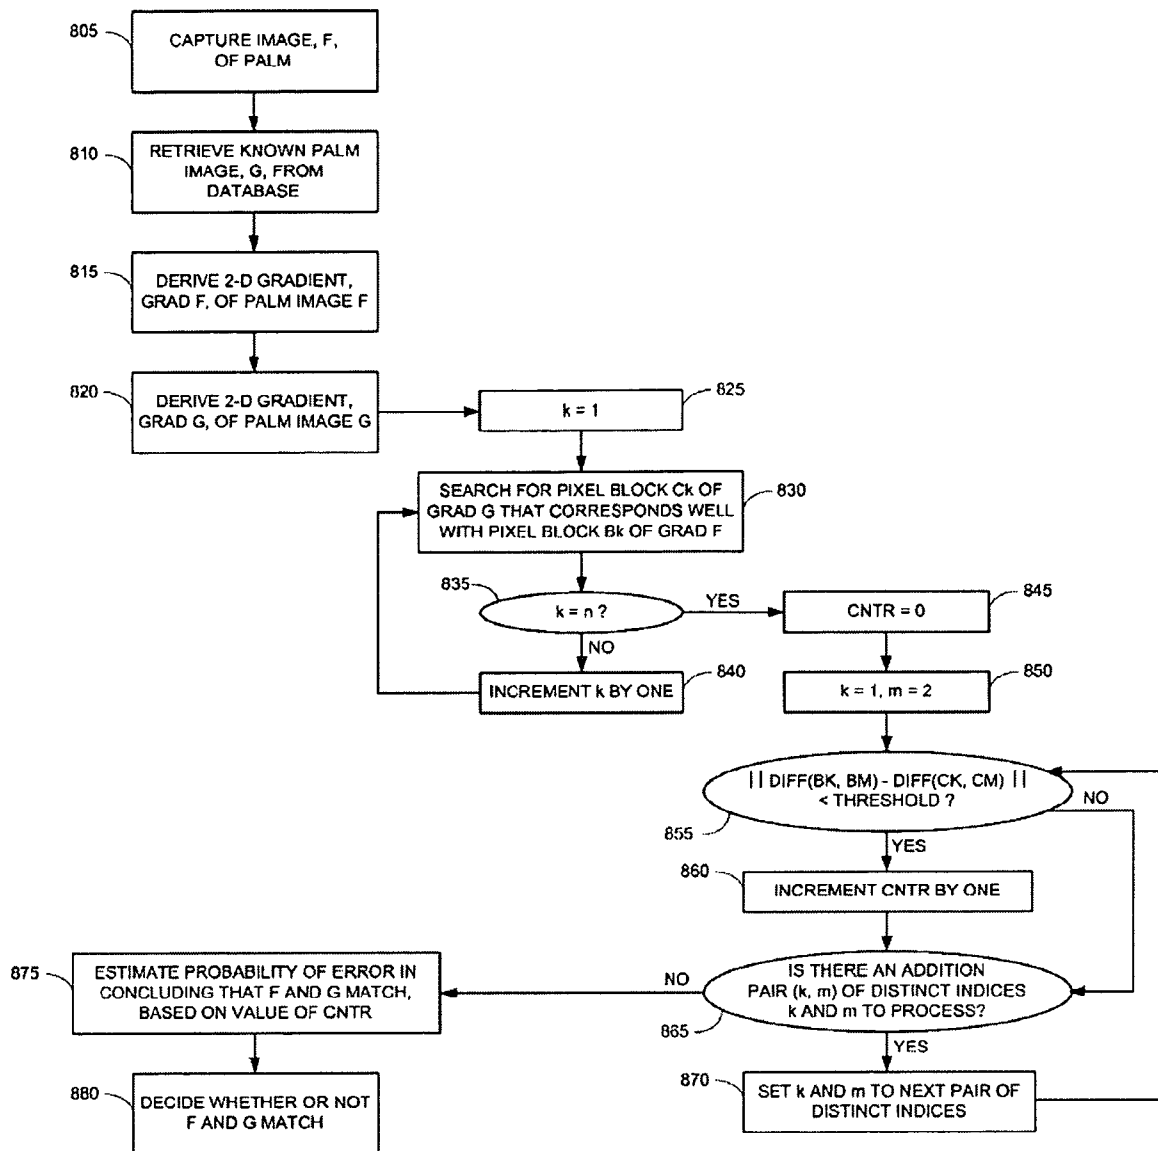 805
CAPTURE IMAGE, F,
OF PALM
810
RETRIEVE KNOWN PALM
IMAGE, G, FROM
DATABASE
815
DERIVE 2-D GRADIENT,
GRAD F, OF PALM IMAGE F
820
DERIVE 2-D GRADIENT,
GRAD G, OF PALM IMAGE G
825
k = 1
830
SEARCH FOR PIXEL BLOCK Ck OF
GRAD G THAT CORRESPONDS WELL
WITH PIXEL BLOCK Bk OF GRAD F
835
k = n ?
YES
NO
840
INCREMENT k BY ONE
845
CNTR = 0
850
k = 1, m = 2
855
|| DIFF(BK, BM) - DIFF(CK, CM) ||
< THRESHOLD ?
NO
YES
860
INCREMENT CNTR BY ONE
865
IS THERE AN ADDITION
PAIR (k, m) OF DISTINCT INDICES
k AND m TO PROCESS?
NO
YES
870
SET k AND m TO NEXT PAIR OF
DISTINCT INDICES
875
ESTIMATE PROBABILITY OF ERROR IN
CONCLUDING THAT F AND G MATCH,
BASED ON VALUE OF CNTR
880
DECIDE WHETHER OR NOT
F AND G MATCH